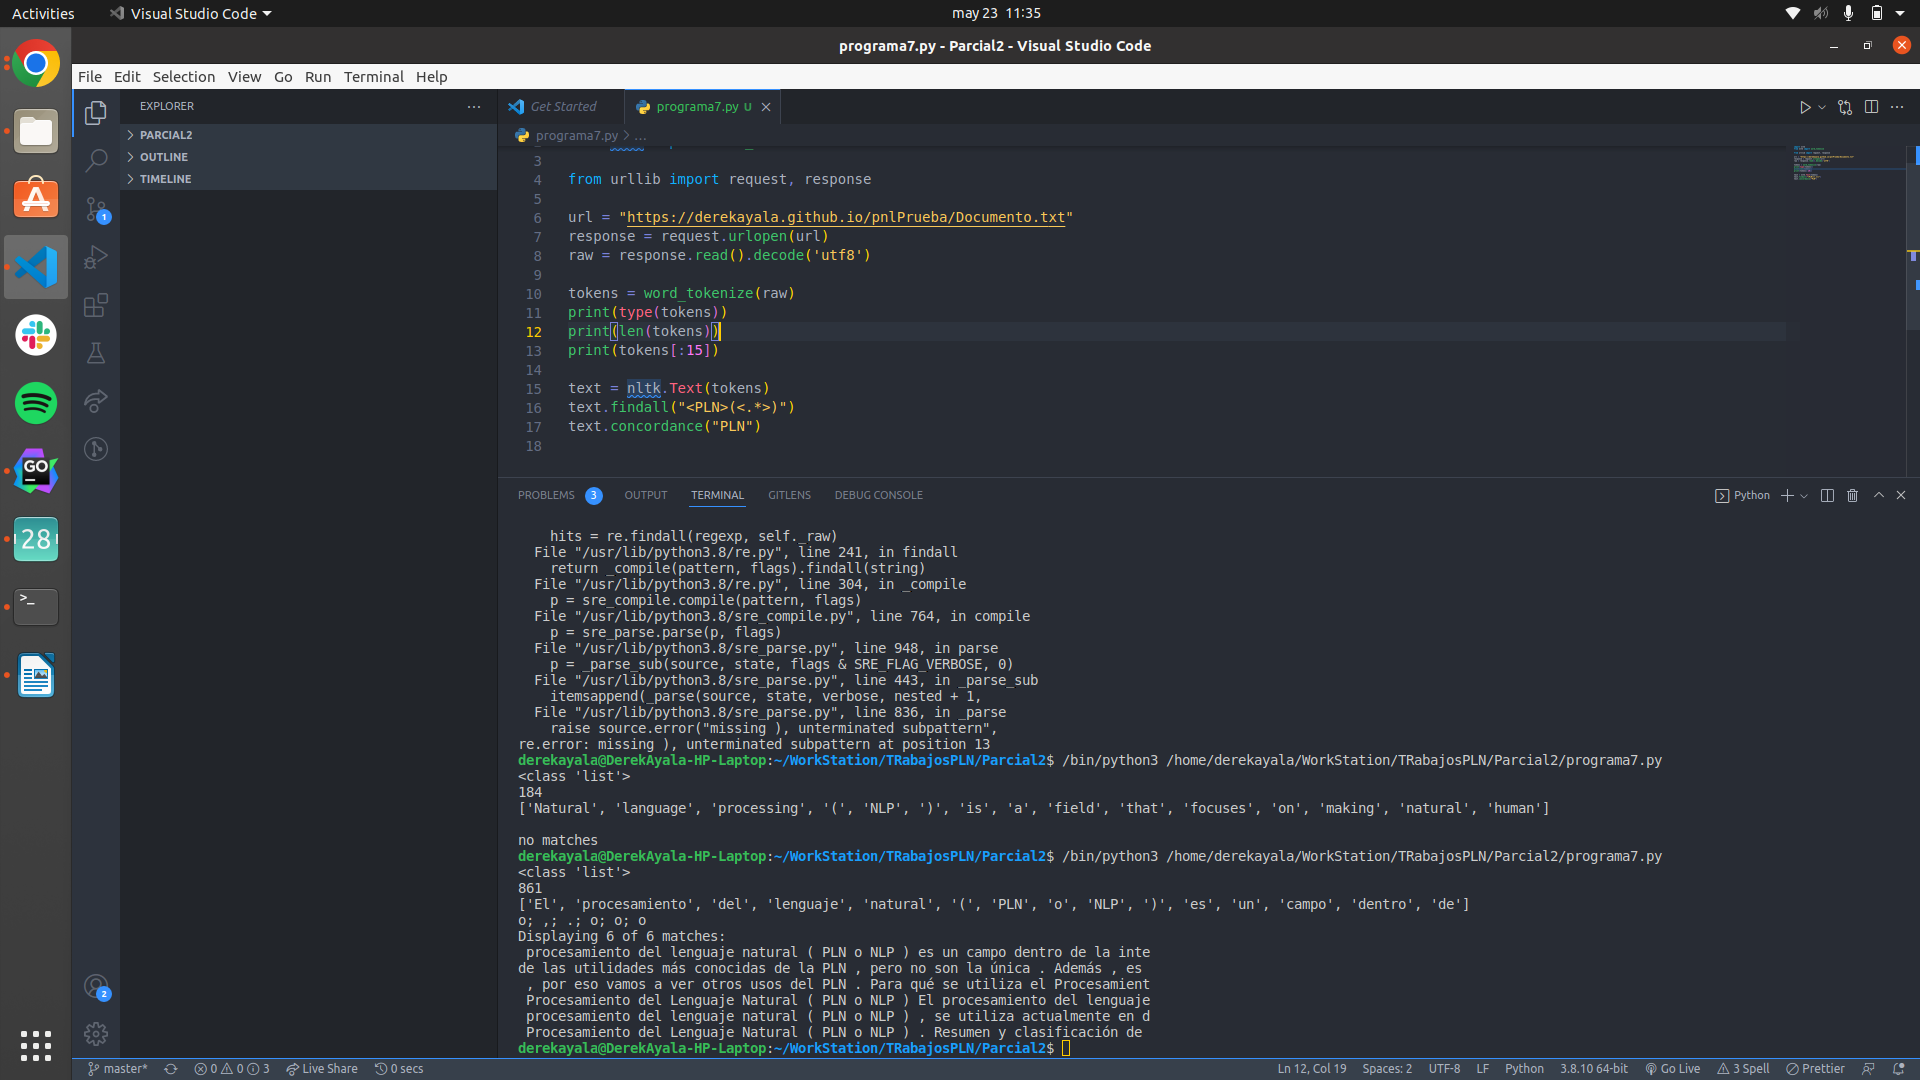 Activities
Visual Studio Code
may 23 11:35
programa7.py - Parcial2 - Visual Studio Code
File Edit Selection View Go Run Terminal Help
EXPLORER
PARCIAL2
OUTLINE
TIMELINE
Get Started
programa7.py U
programa7.py > ...
3
4 from urllib import request, response
5
6 url = "https://derekayala.github.io/pnlPrueba/Documento.txt"
7 response = request.urlopen(url)
8 raw = response.read().decode('utf8')
9
10 tokens = word_tokenize(raw)
11 print(type(tokens))
12 print(len(tokens))
13 print(tokens[:15])
14
15 text = nltk.Text(tokens)
16 text.findall("<PLN>(<.*>)")
17 text.concordance("PLN")
18
PROBLEMS 3 OUTPUT TERMINAL GITLENS DEBUG CONSOLE
Python
hits = re.findall(regexp, self._raw)
File "/usr/lib/python3.8/re.py", line 241, in findall
return _compile(pattern, flags).findall(string)
File "/usr/lib/python3.8/re.py", line 304, in _compile
p = sre_compile.compile(pattern, flags)
File "/usr/lib/python3.8/sre_compile.py", line 764, in compile
p = sre_parse.parse(p, flags)
File "/usr/lib/python3.8/sre_parse.py", line 948, in parse
p = _parse_sub(source, state, flags & SRE_FLAG_VERBOSE, 0)
File "/usr/lib/python3.8/sre_parse.py", line 443, in _parse_sub
itemsappend(_parse(source, state, verbose, nested + 1,
File "/usr/lib/python3.8/sre_parse.py", line 836, in _parse
raise source.error("missing ), unterminated subpattern",
re.error: missing ), unterminated subpattern at position 13
derekayala@DerekAyala-HP-Laptop:~/WorkStation/TRabajosPLN/Parcial2$ /bin/python3 /home/derekayala/WorkStation/TRabajosPLN/Parcial2/programa7.py
<class 'list'>
184
['Natural', 'language', 'processing', '(', 'NLP', ')', 'is', 'a', 'field', 'that', 'focuses', 'on', 'making', 'natural', 'human']
no matches
derekayala@DerekAyala-HP-Laptop:~/WorkStation/TRabajosPLN/Parcial2$ /bin/python3 /home/derekayala/WorkStation/TRabajosPLN/Parcial2/programa7.py
<class 'list'>
861
['El', 'procesamiento', 'del', 'lenguaje', 'natural', '(', 'PLN', 'o', 'NLP', ')', 'es', 'un', 'campo', 'dentro', 'de']
o; ,; .; o; o; o
Displaying 6 of 6 matches:
procesamiento del lenguaje natural ( PLN o NLP ) es un campo dentro de la inte
de las utilidades más conocidas de la PLN , pero no son la única . Además , es
, por eso vamos a ver otros usos del PLN . Para qué se utiliza el Procesamient
Procesamiento del Lenguaje Natural ( PLN o NLP ) El procesamiento del lenguaje
procesamiento del lenguaje natural ( PLN o NLP ) , se utiliza actualmente en d
Procesamiento del Lenguaje Natural ( PLN o NLP ) . Resumen y clasificación de
derekayala@DerekAyala-HP-Laptop:~/WorkStation/TRabajosPLN/Parcial2$
GO
28
>_
1
2
master* 0 0 3 Live Share 0 secs
Ln 12, Col 19 Spaces: 2 UTF-8 LF Python 3.8.10 64-bit Go Live 3 Spell Prettier